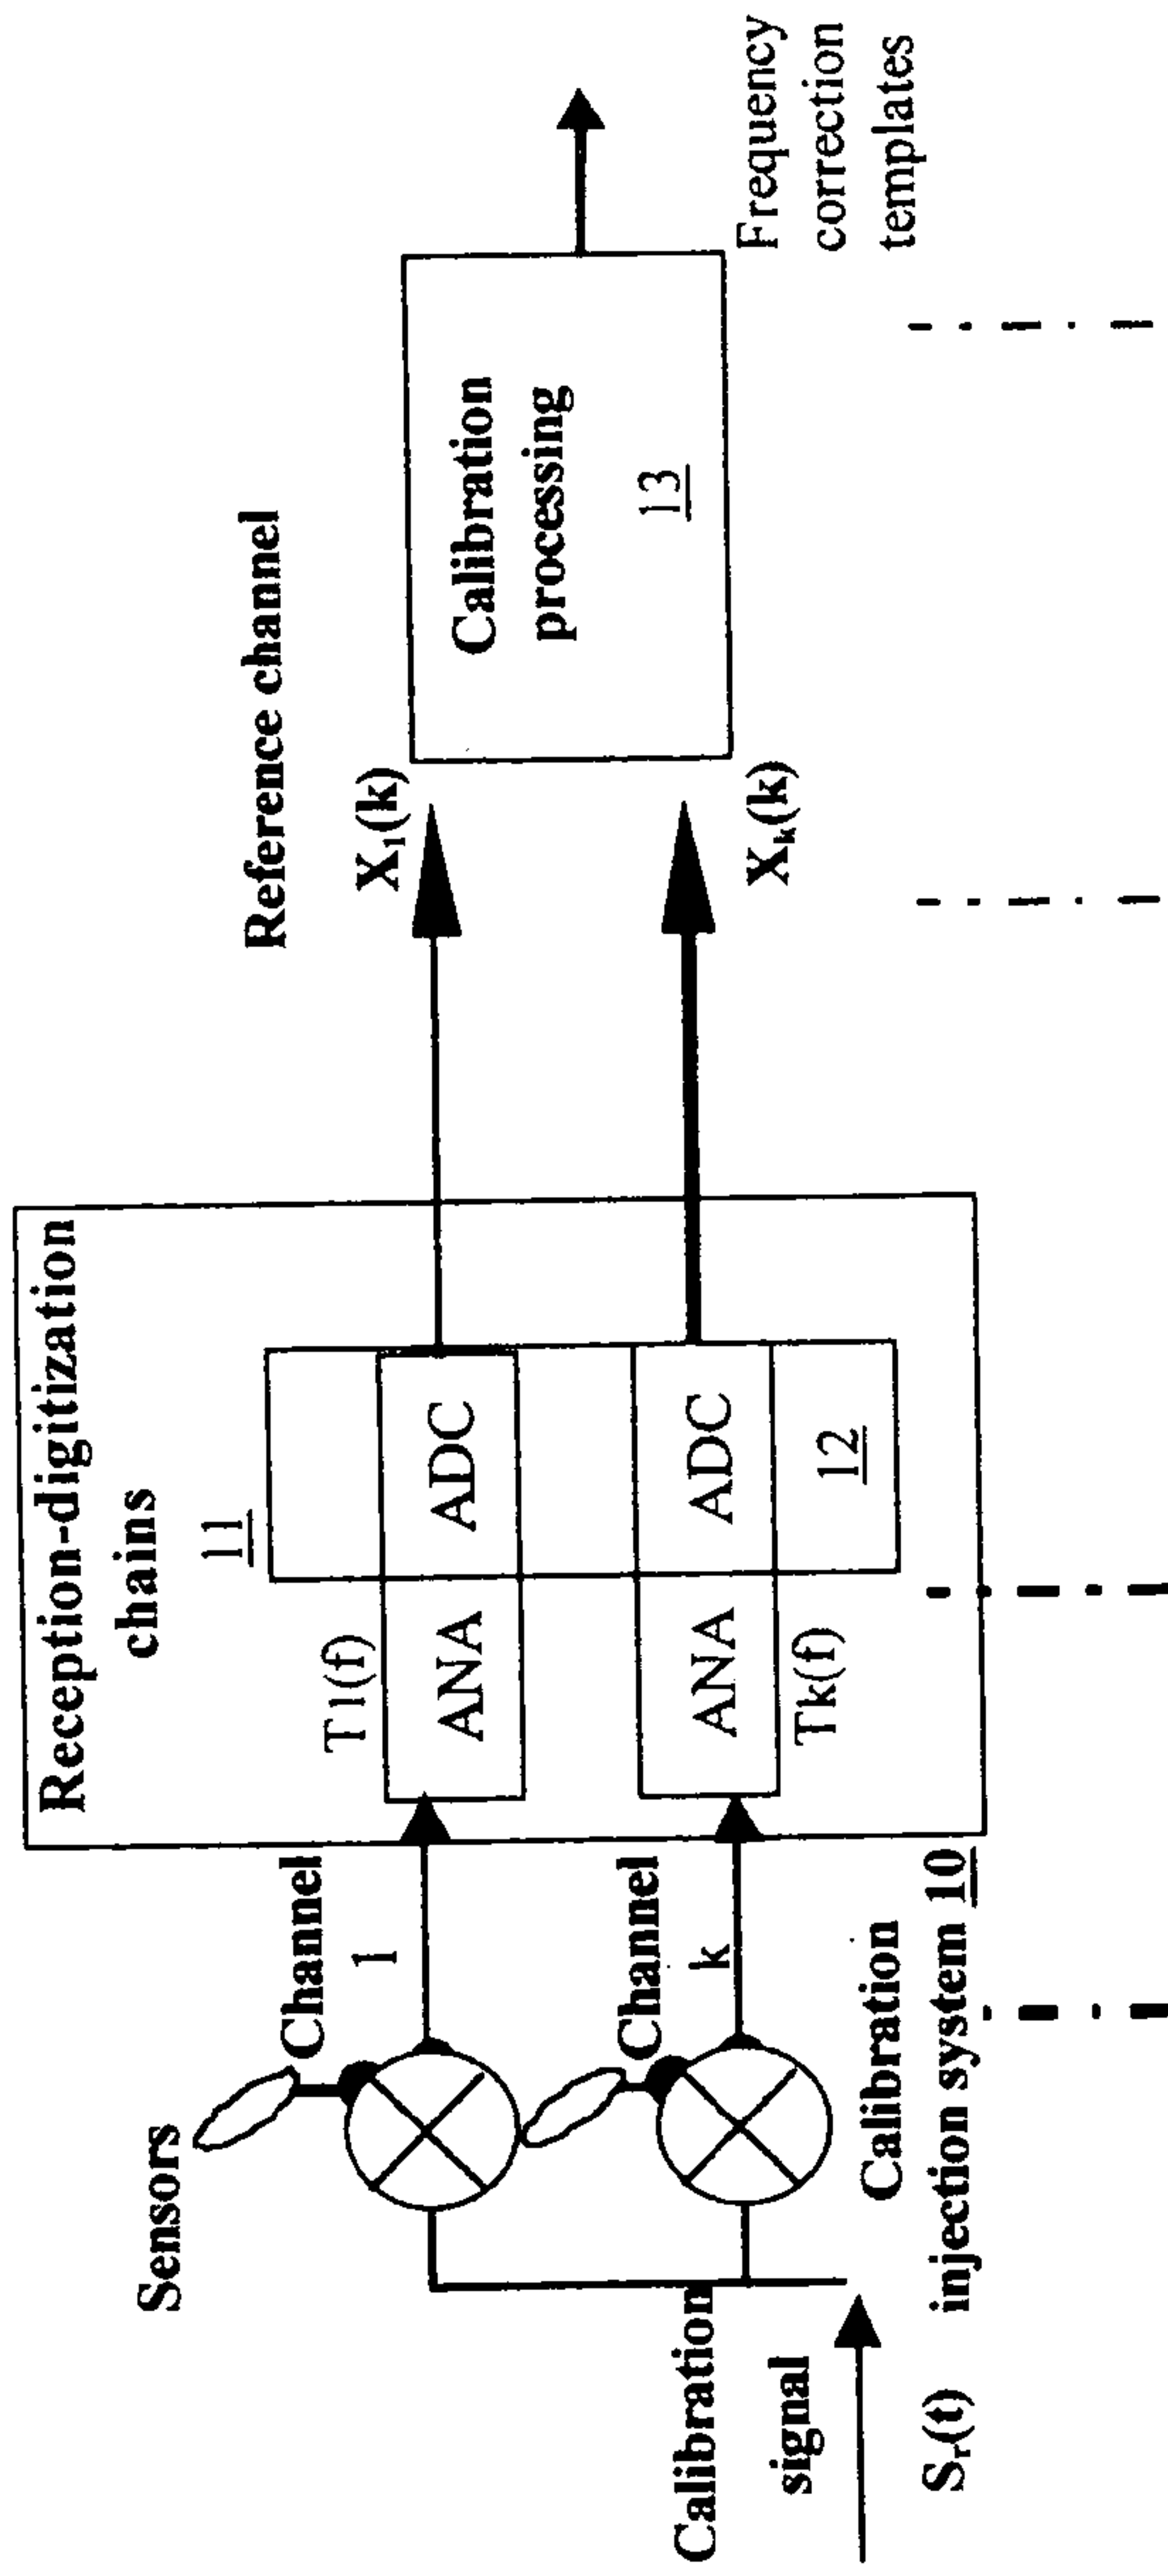 Sensors
Channel
1
Channel
k
Calibration
signal
Sr(t)
Calibration
injection system 10
Reception-digitization
chains
11
T1(f)
ANA
ADC
ANA
ADC
Tk(f)
12
Reference channel
X1(k)
Xk(k)
Calibration
processing
13
Frequency
correction
templates